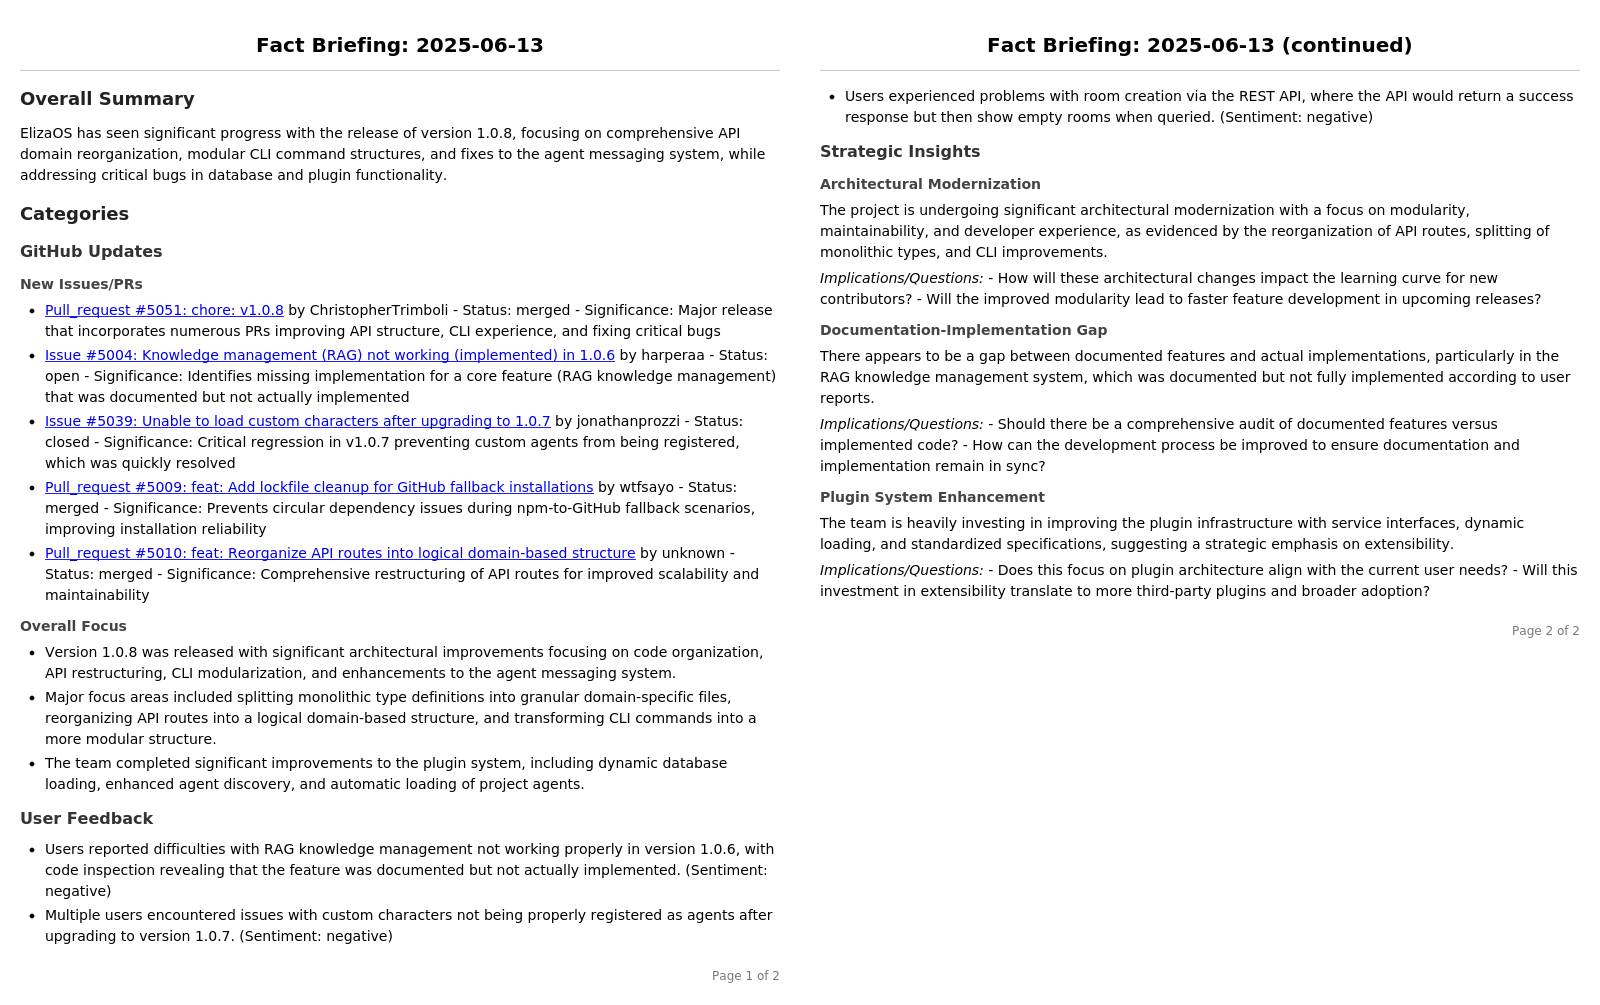 Fact Briefing: 2025-06-13
Overall Summary
ElizaOS has seen significant progress with the release of version 1.0.8, focusing on comprehensive API
domain reorganization, modular CLI command structures, and fixes to the agent messaging system, while
addressing critical bugs in database and plugin functionality.
Categories
GitHub Updates
New Issues/PRs
• Pull_request #5051: chore: v1.0.8 by ChristopherTrimboli - Status: merged - Significance: Major release
that incorporates numerous PRs improving API structure, CLI experience, and fixing critical bugs
• Issue #5004: Knowledge management (RAG) not working (implemented) in 1.0.6 by harperaa - Status:
open - Significance: Identifies missing implementation for a core feature (RAG knowledge management)
that was documented but not actually implemented
• Issue #5039: Unable to load custom characters after upgrading to 1.0.7 by jonathanprozzi - Status:
closed - Significance: Critical regression in v1.0.7 preventing custom agents from being registered,
which was quickly resolved
• Pull_request #5009: feat: Add lockfile cleanup for GitHub fallback installations by wtfsayo - Status:
merged - Significance: Prevents circular dependency issues during npm-to-GitHub fallback scenarios,
improving installation reliability
• Pull_request #5010: feat: Reorganize API routes into logical domain-based structure by unknown -
Status: merged - Significance: Comprehensive restructuring of API routes for improved scalability and
maintainability
Overall Focus
• Version 1.0.8 was released with significant architectural improvements focusing on code organization,
API restructuring, CLI modularization, and enhancements to the agent messaging system.
• Major focus areas included splitting monolithic type definitions into granular domain-specific files,
reorganizing API routes into a logical domain-based structure, and transforming CLI commands into a
more modular structure.
• The team completed significant improvements to the plugin system, including dynamic database
loading, enhanced agent discovery, and automatic loading of project agents.
User Feedback
• Users reported difficulties with RAG knowledge management not working properly in version 1.0.6, with
code inspection revealing that the feature was documented but not actually implemented. (Sentiment:
negative)
• Multiple users encountered issues with custom characters not being properly registered as agents after
upgrading to version 1.0.7. (Sentiment: negative)
Page 1 of 2
Fact Briefing: 2025-06-13 (continued)
• Users experienced problems with room creation via the REST API, where the API would return a success
response but then show empty rooms when queried. (Sentiment: negative)
Strategic Insights
Architectural Modernization
The project is undergoing significant architectural modernization with a focus on modularity,
maintainability, and developer experience, as evidenced by the reorganization of API routes, splitting of
monolithic types, and CLI improvements.
Implications/Questions: - How will these architectural changes impact the learning curve for new
contributors? - Will the improved modularity lead to faster feature development in upcoming releases?
Documentation-Implementation Gap
There appears to be a gap between documented features and actual implementations, particularly in the
RAG knowledge management system, which was documented but not fully implemented according to user
reports.
Implications/Questions: - Should there be a comprehensive audit of documented features versus
implemented code? - How can the development process be improved to ensure documentation and
implementation remain in sync?
Plugin System Enhancement
The team is heavily investing in improving the plugin infrastructure with service interfaces, dynamic
loading, and standardized specifications, suggesting a strategic emphasis on extensibility.
Implications/Questions: - Does this focus on plugin architecture align with the current user needs? - Will this
investment in extensibility translate to more third-party plugins and broader adoption?
Page 2 of 2